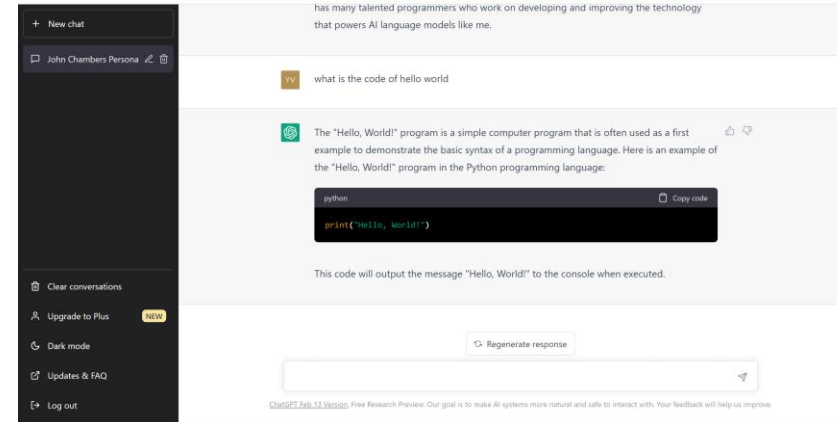 + New chat
John Chambers Persona
Clear conversations
Upgrade to Plus NEW
Dark mode
Updates & FAQ
Log out
has many talented programmers who work on developing and improving the technology
that powers AI language models like me.
YV what is the code of hello world
The "Hello, World!" program is a simple computer program that is often used as a first
example to demonstrate the basic syntax of a programming language. Here is an example of
the "Hello, World!" program in the Python programming language:
python Copy code
print("Hello, World!")
This code will output the message "Hello, World!" to the console when executed.
Regenerate response
ChatGPT Feb 13 Version. Free Research Preview. Our goal is to make AI systems more natural and safe to interact with. Your feedback will help us improve.